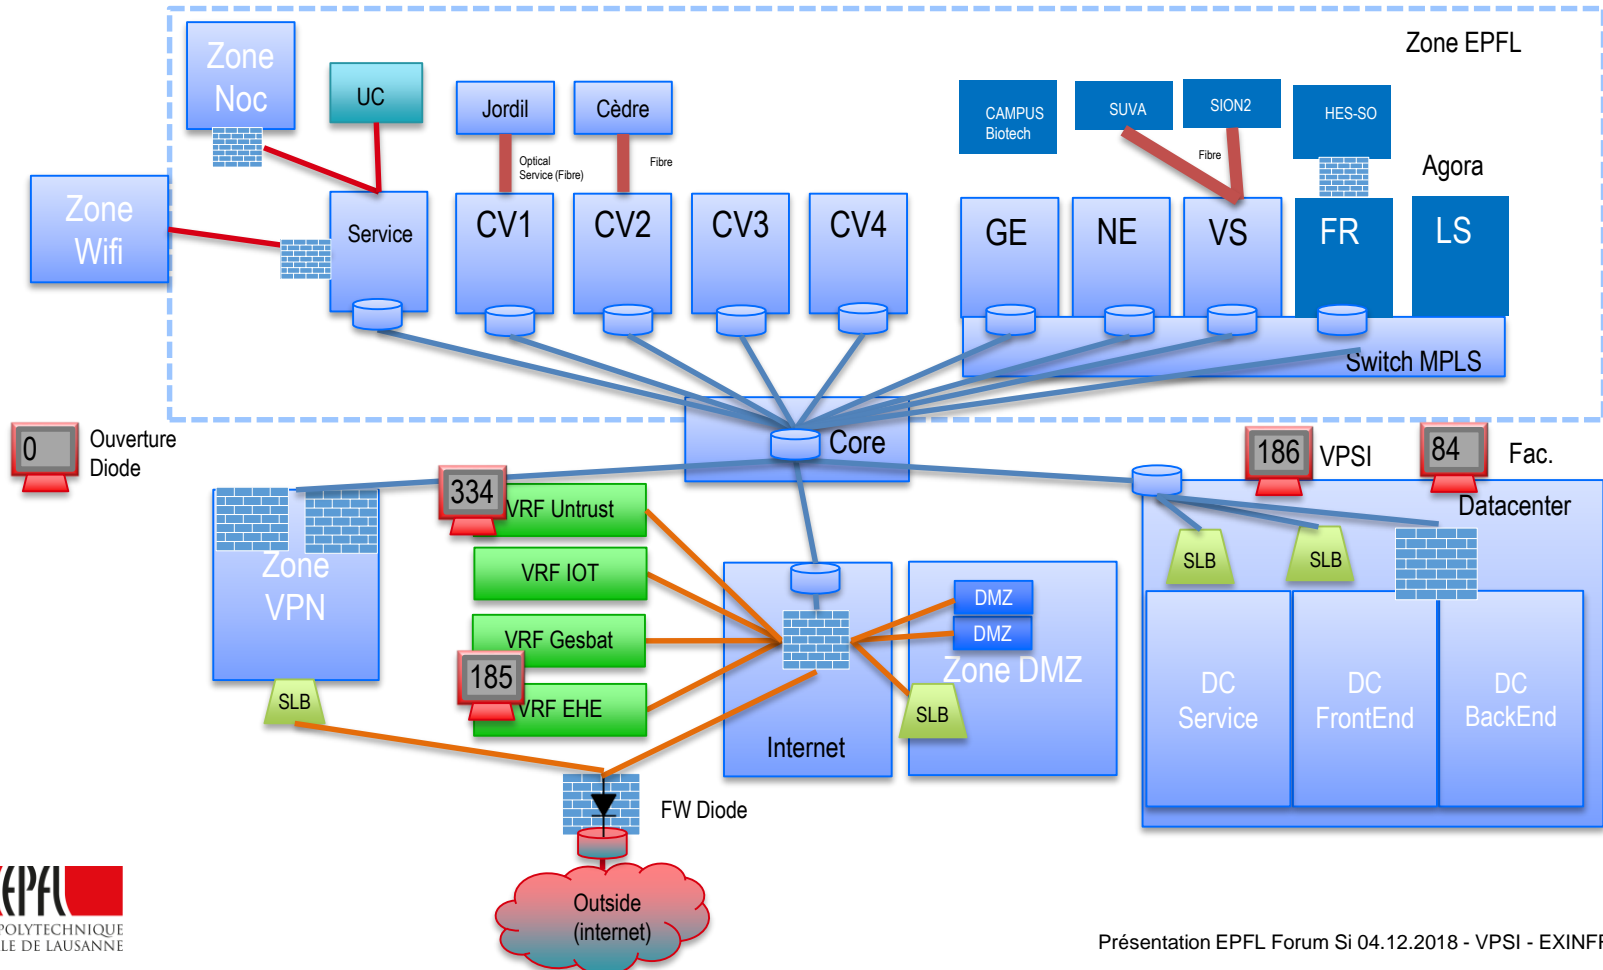 Zone EPFL
Zone
Noc
UC
Jordil
Cèdre
CAMPUS
Biotech
SUVA
SION2
HES-SO
Optical
Service (Fibre)
Fibre
Fibre
Agora
Zone
Wifi
Service
CV1
CV2
CV3
CV4
GE
NE
VS
FR
LS
Switch MPLS
0
Ouverture
Diode
Core
186
VPSI
84
Fac.
334
VRF Untrust
Datacenter
Zone
VPN
VRF IOT
SLB
SLB
DMZ
DMZ
VRF Gesbat
Zone DMZ
185
VRF EHE
SLB
SLB
DC
Service
DC
FrontEnd
DC
BackEnd
Internet
FW Diode
Outside
(internet)
EPFL
POLYTECHNIQUE
LE DE LAUSANNE
Présentation EPFL Forum Si 04.12.2018 - VPSI - EXINF